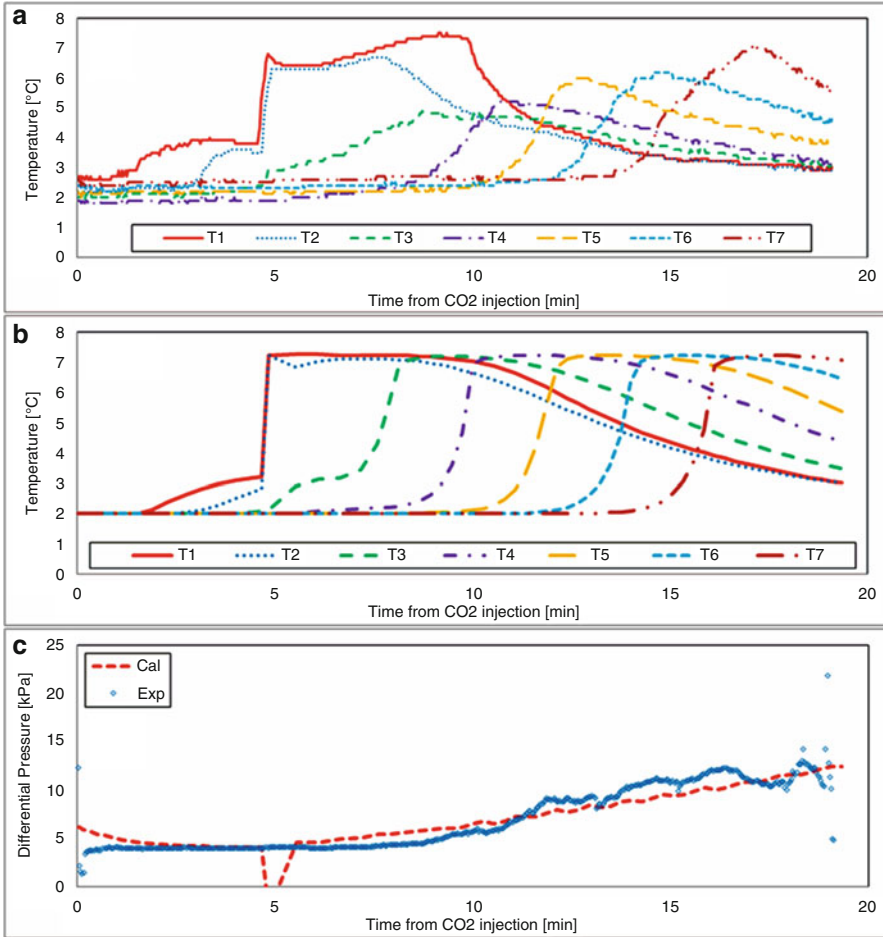 a
8
7
6
5
4
3
2
1
0
Temperature [°C]
T1 T2 T3 T4 T5 T6 T7
0 5 10 15 20
Time from CO2 injection [min]
b
8
7
6
5
4
3
2
1
0
Temperature [°C]
T1 T2 T3 T4 T5 T6 T7
0 5 10 15 20
Time from CO2 injection [min]
c
25
20
15
10
5
0
Differential Pressure [kPa]
Cal
Exp
0 5 10 15 20
Time from CO2 injection [min]